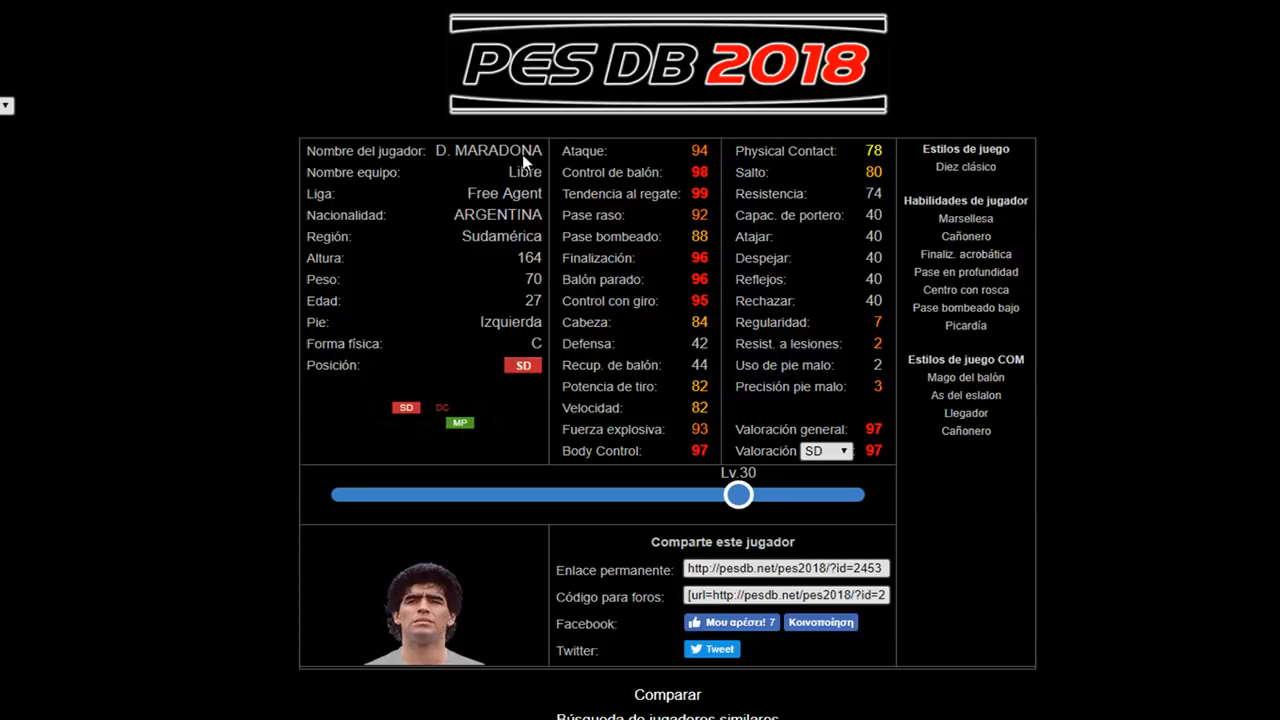 PES DB 2018
Nombre del jugador: D. MARADONA
Nombre equipo: Libre
Liga: Free Agent
Nacionalidad: ARGENTINA
Región: Sudamérica
Altura: 164
Peso: 70
Edad: 27
Pie: Izquierda
Forma física: C
Posición: SD
SD DC
MP
Ataque: 94
Control de balón: 98
Tendencia al regate: 99
Pase raso: 92
Pase bombeado: 88
Finalización: 96
Balón parado: 96
Control con giro: 95
Cabeza: 84
Defensa: 42
Recup. de balón: 44
Potencia de tiro: 82
Velocidad: 82
Fuerza explosiva: 93
Body Control: 97
Physical Contact: 78
Salto: 80
Resistencia: 74
Capac. de portero: 40
Atajar: 40
Despejar: 40
Reflejos: 40
Rechazar: 40
Regularidad: 7
Resist. a lesiones: 2
Uso de pie malo: 2
Precisión pie malo: 3
Valoración general: 97
Valoración SD : 97
Estilos de juego
Diez clásico
Habilidades de jugador
Marsellesa
Cañonero
Finaliz. acrobática
Pase en profundidad
Centro con rosca
Pase bombeado bajo
Picardía
Estilos de juego COM
Mago del balón
As del eslalon
Llegador
Cañonero
Lv.30
Comparte este jugador
Enlace permanente: http://pesdb.net/pes2018/?id=2453
Código para foros: [url=http://pesdb.net/pes2018/?id=2
Facebook: Μου αρέσει! 7 Κοινοποίηση
Twitter: Tweet
Comparar
Búsqueda de jugadores similares